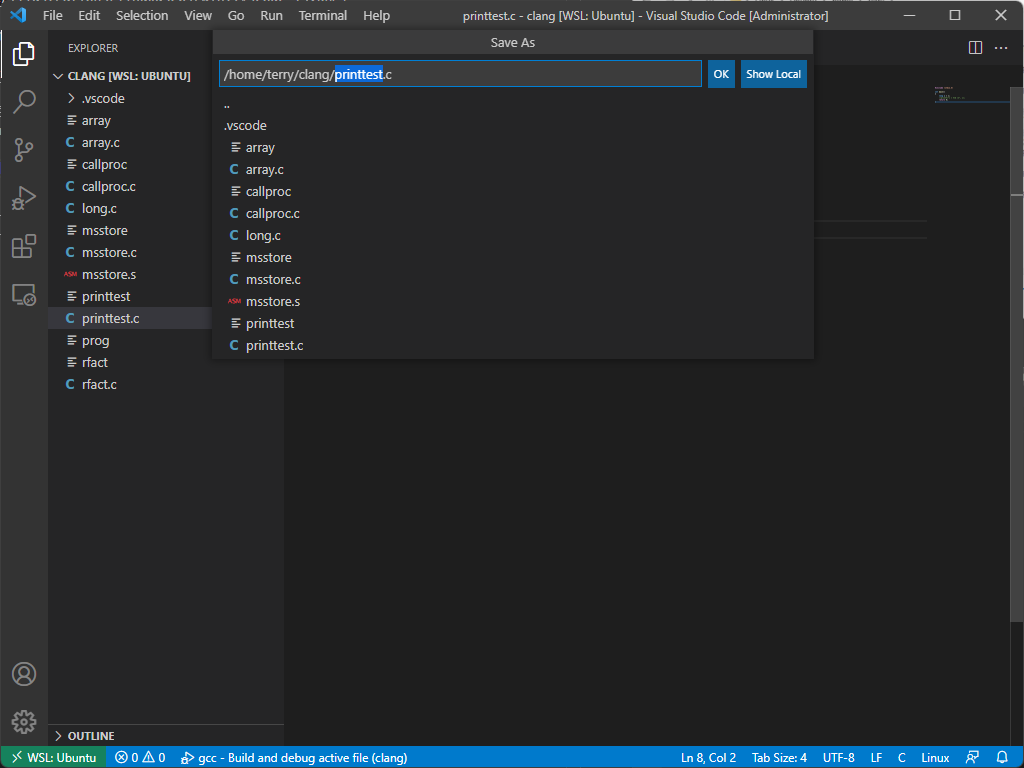 File Edit Selection View Go Run Terminal Help printtest.c - clang [WSL: Ubuntu] - Visual Studio Code [Administrator]
EXPLORER
CLANG [WSL: UBUNTU]
.vscode
array
array.c
callproc
callproc.c
long.c
msstore
msstore.c
ASM msstore.s
printtest
C printtest.c
prog
rfact
C rfact.c
OUTLINE
Save As
/home/terry/clang/printtest.c OK Show Local
..
.vscode
array
C array.c
callproc
C callproc.c
C long.c
msstore
C msstore.c
ASM msstore.s
printtest
C printtest.c
WSL: Ubuntu 0 0 gcc - Build and debug active file (clang) Ln 8, Col 2 Tab Size: 4 UTF-8 LF C Linux